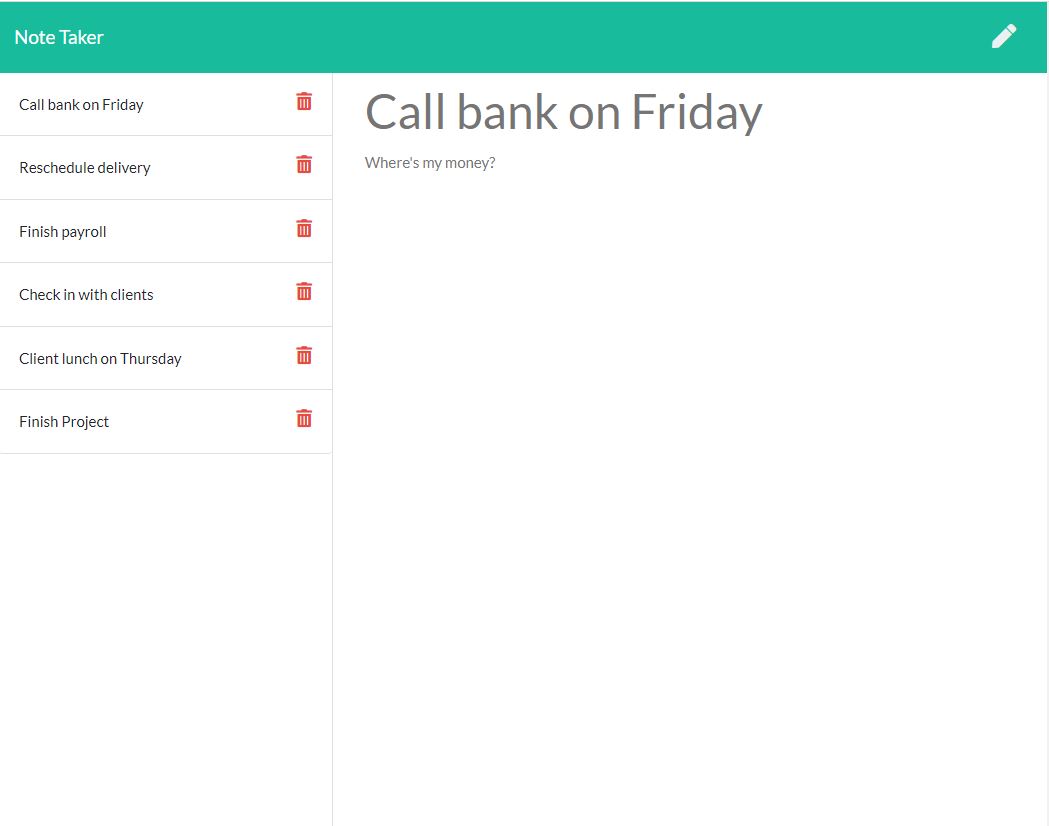 Note Taker
Call bank on Friday
Reschedule delivery
Finish payroll
Check in with clients
Client lunch on Thursday
Finish Project
Call bank on Friday
Where's my money?